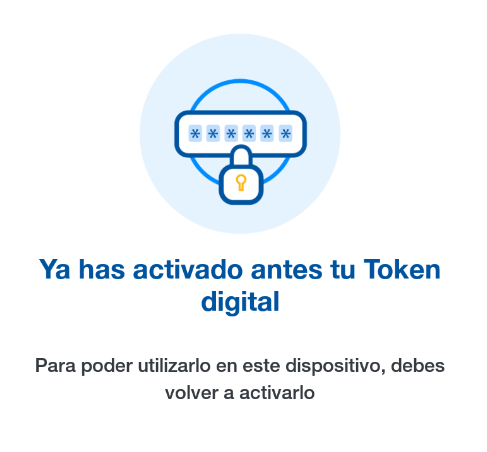 ******
Ya has activado antes tu Token
digital
Para poder utilizarlo en este dispositivo, debes
volver a activarlo